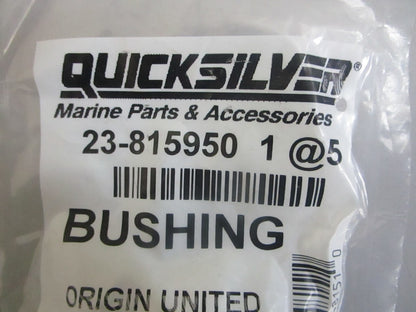 QUICKSILVER®
Marine Parts & Accessories
23-815950 1 @5
BUSHING
ORIGIN UNITED